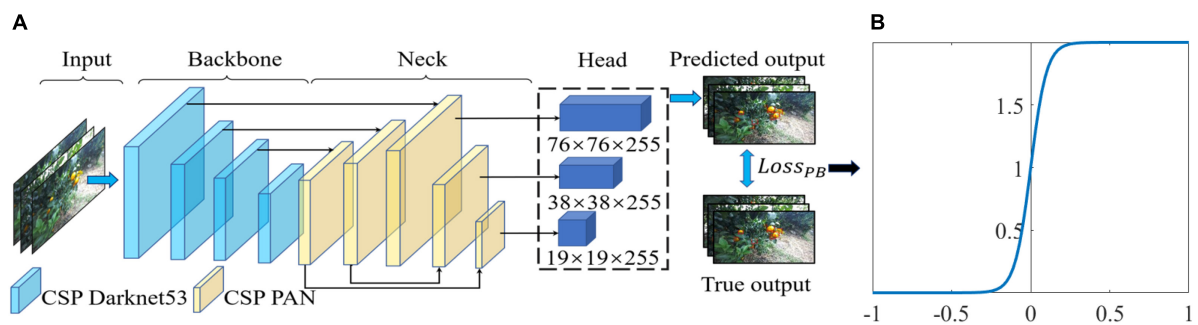 A
Input
Backbone
Neck
Head
Predicted output
76×76×255
38×38×255
19×19×255
Loss_PB
True output
CSP Darknet53
CSP PAN
B
1.5
1
0.5
-1
-0.5
0
0.5
1